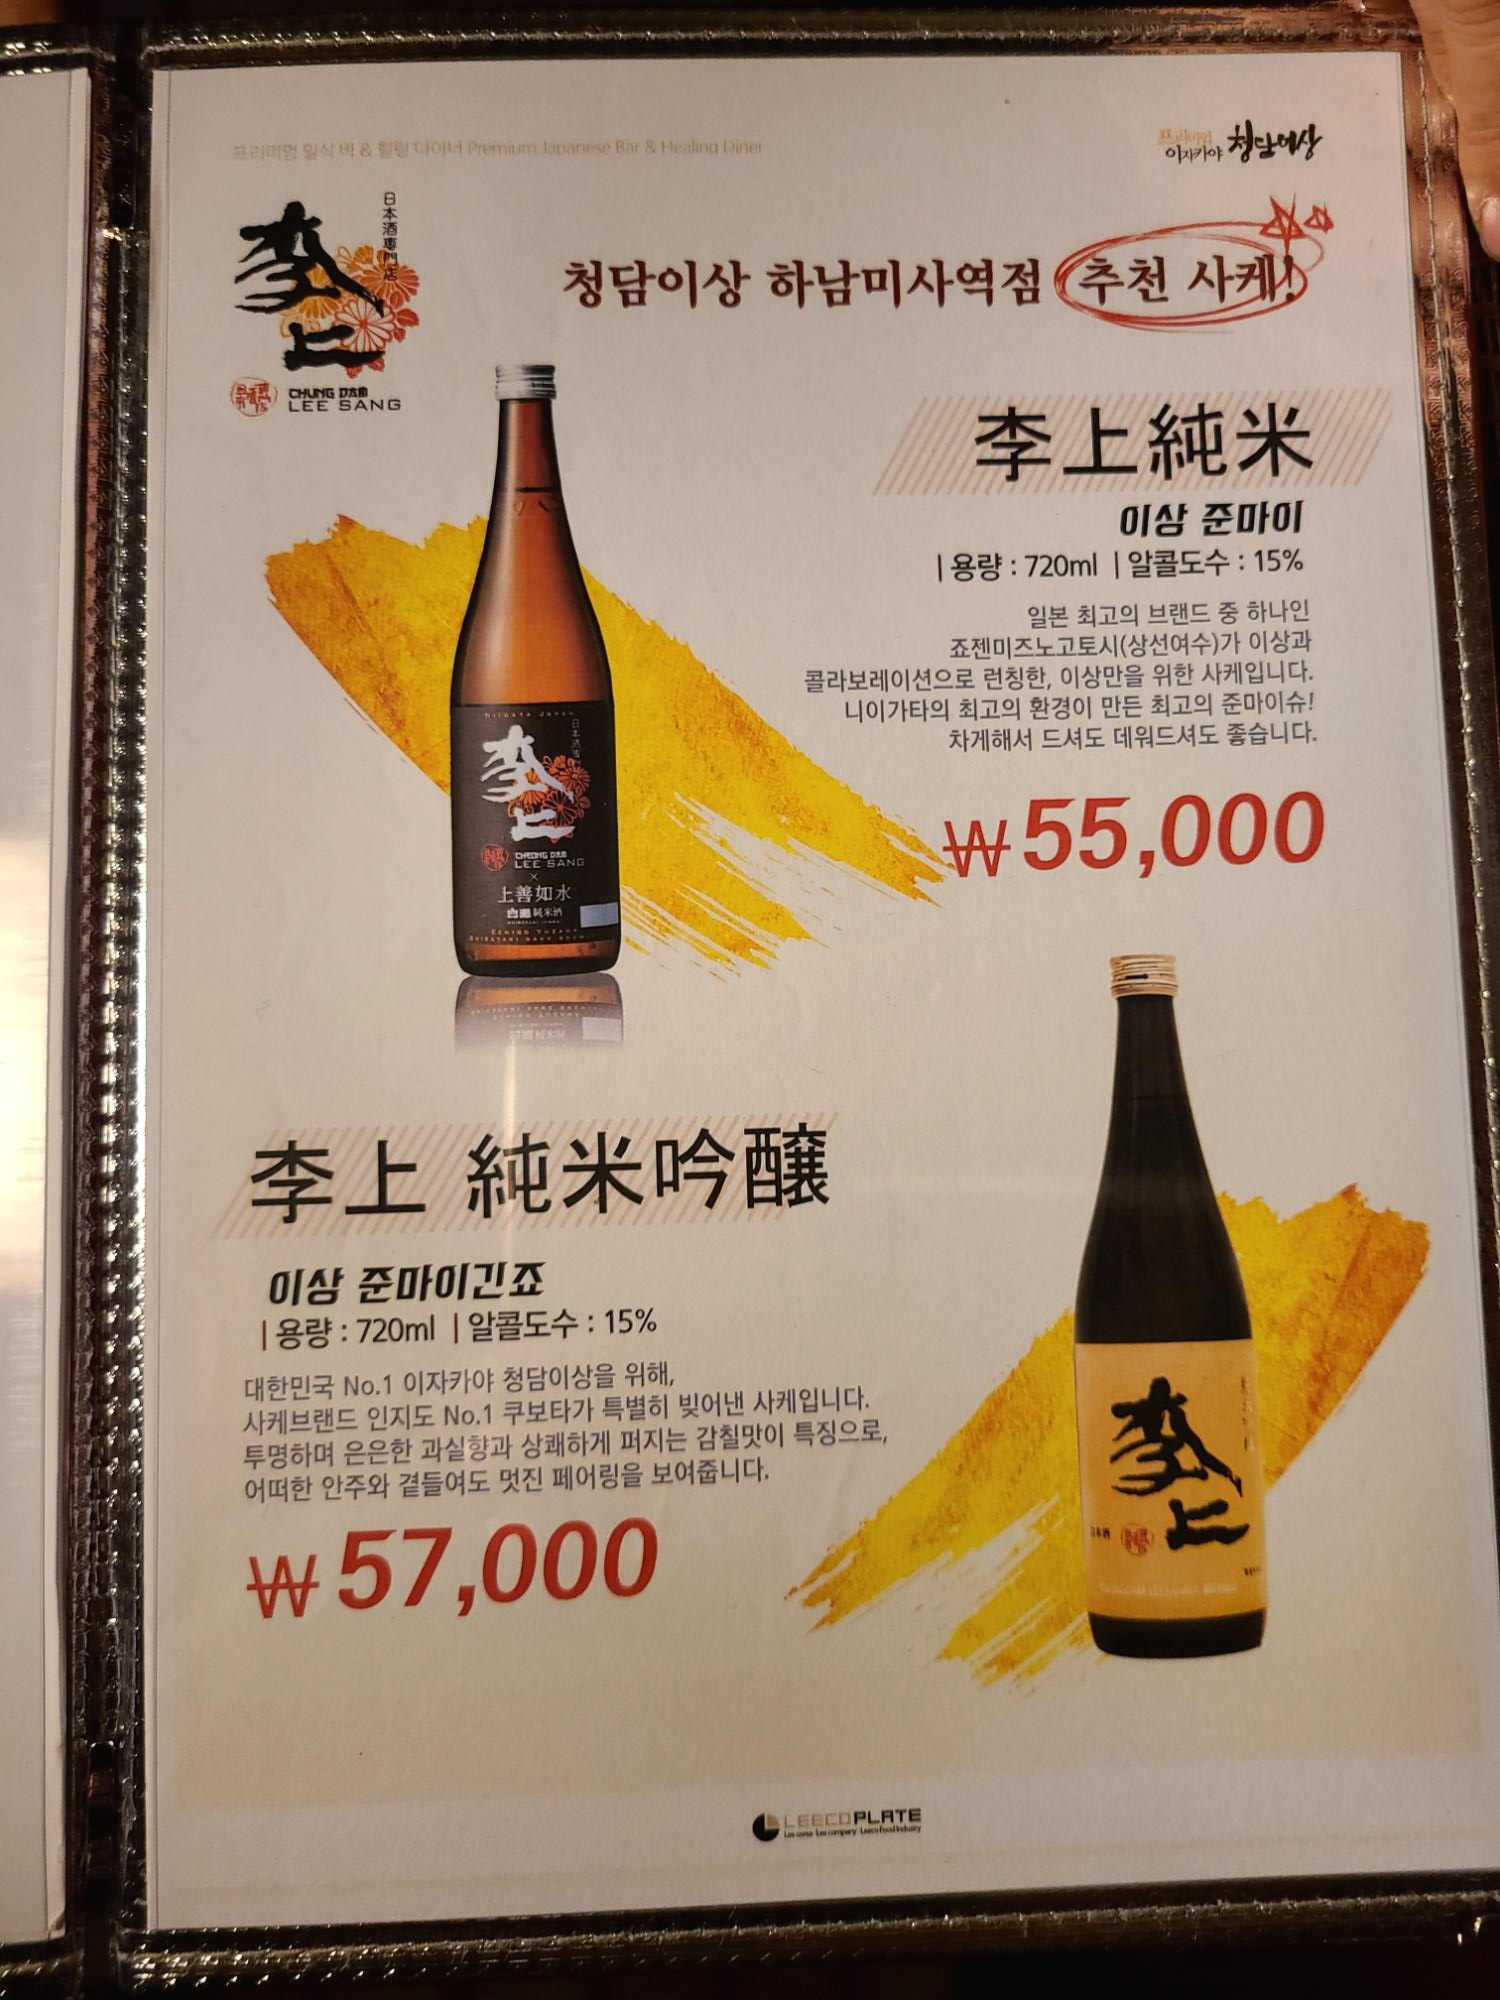 프리미엄 일식 바 & 힐링 다이너 Premium Japanese Bar & Healing Diner
프리미엄
이자카야 청담이상
日本酒専門店
李上
CHUNG DAM
LEE SANG
청담이상 하남미사역점 추천 사케!
李上純米
이상 준마이
| 용량 : 720ml | 알콜도수 : 15%
일본 최고의 브랜드 중 하나인
죠젠미즈노고토시(상선여수)가 이상과
콜라보레이션으로 런칭한, 이상만을 위한 사케입니다.
니이가타의 최고의 환경이 만든 최고의 준마이슈!
차게해서 드셔도 데워드셔도 좋습니다.
₩55,000
NIIGATA JAPAN
李上
CHEONG DAM
LEE SANG
×
上善如水
白瀧 純米酒
李上 純米吟醸
이상 준마이긴죠
| 용량 : 720ml | 알콜도수 : 15%
대한민국 No.1 이자카야 청담이상을 위해,
사케브랜드 인지도 No.1 쿠보타가 특별히 빚어낸 사케입니다.
투명하며 은은한 과실향과 상쾌하게 퍼지는 감칠맛이 특징으로,
어떠한 안주와 곁들여도 멋진 페어링을 보여줍니다.
₩57,000
李上
日本酒
LEECOPLATE